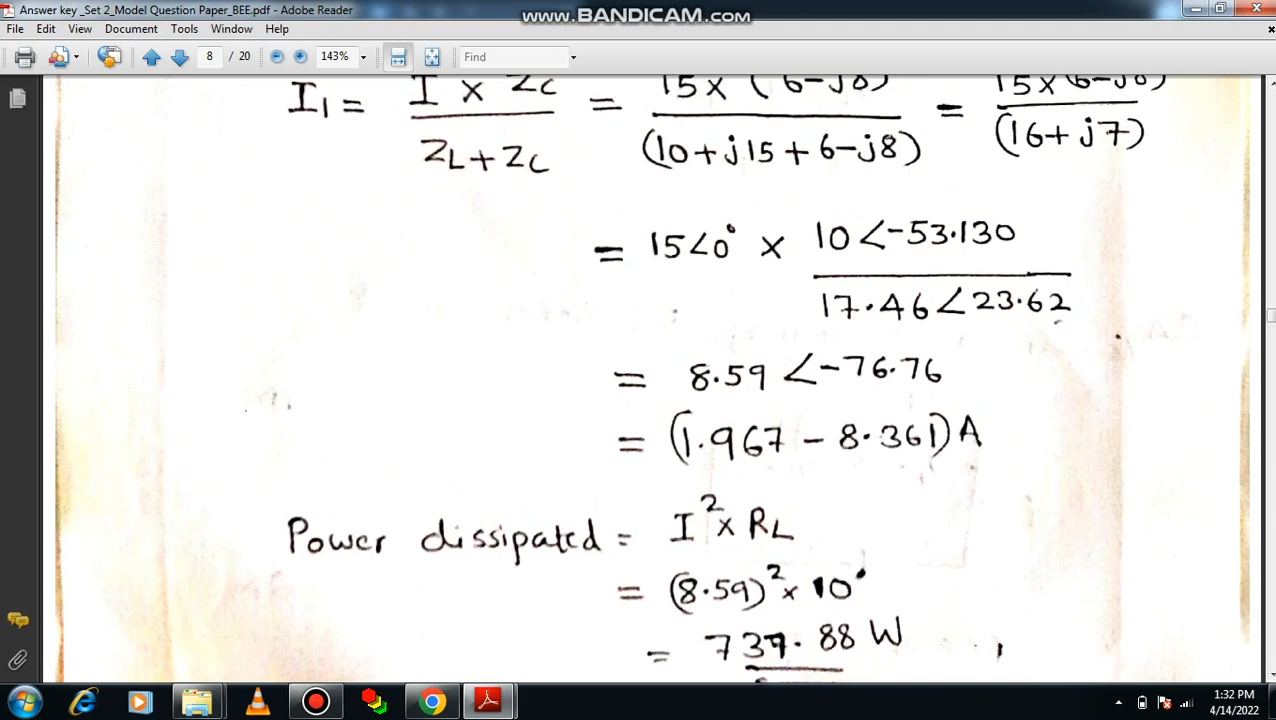 Answer key _Set 2_Model Question Paper_BEE.pdf - Adobe Reader
www.BANDICAM.com
File Edit View Document Tools Window Help
8 / 20 143% Find
I1 = I x ZC / ZL + ZC = 15 x (6-j8) / (10+j15+6-j8) = 15 x 6-j8) / (16+j7)
= 15∠0° x 10∠-53.130 / 17.46∠23.62
= 8.59 ∠-76.76
= (1.967 - 8.361) A
Power dissipated = I² x RL
= (8.59)² x 10
= 737.88 W
1:32 PM
4/14/2022